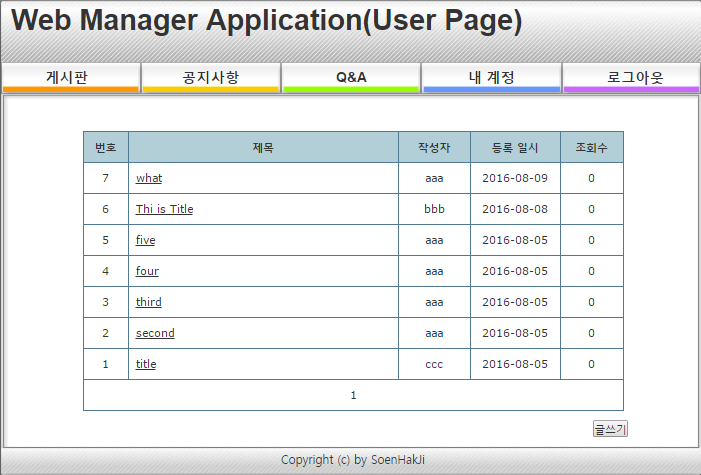 Web Manager Application(User Page)
게시판 공지사항 Q&A 내 계정 로그아웃
번호 제목 작성자 등록 일시 조회수
7 what aaa 2016-08-09 0
6 Thi is Title bbb 2016-08-08 0
5 five aaa 2016-08-05 0
4 four aaa 2016-08-05 0
3 third aaa 2016-08-05 0
2 second aaa 2016-08-05 0
1 title ccc 2016-08-05 0
1
글쓰기
Copyright (c) by SoenHakJi